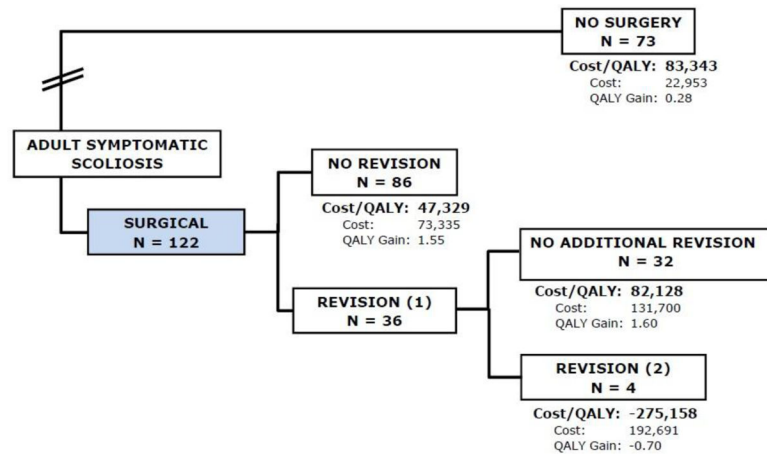 NO SURGERY
N = 73
Cost/QALY: 83,343
Cost: 22,953
QALY Gain: 0.28
ADULT SYMPTOMATIC
SCOLIOSIS
NO REVISION
N = 86
Cost/QALY: 47,329
Cost: 73,335
QALY Gain: 1.55
SURGICAL
N = 122
NO ADDITIONAL REVISION
N = 32
Cost/QALY: 82,128
Cost: 131,700
QALY Gain: 1.60
REVISION (1)
N = 36
REVISION (2)
N = 4
Cost/QALY: -275,158
Cost: 192,691
QALY Gain: -0.70